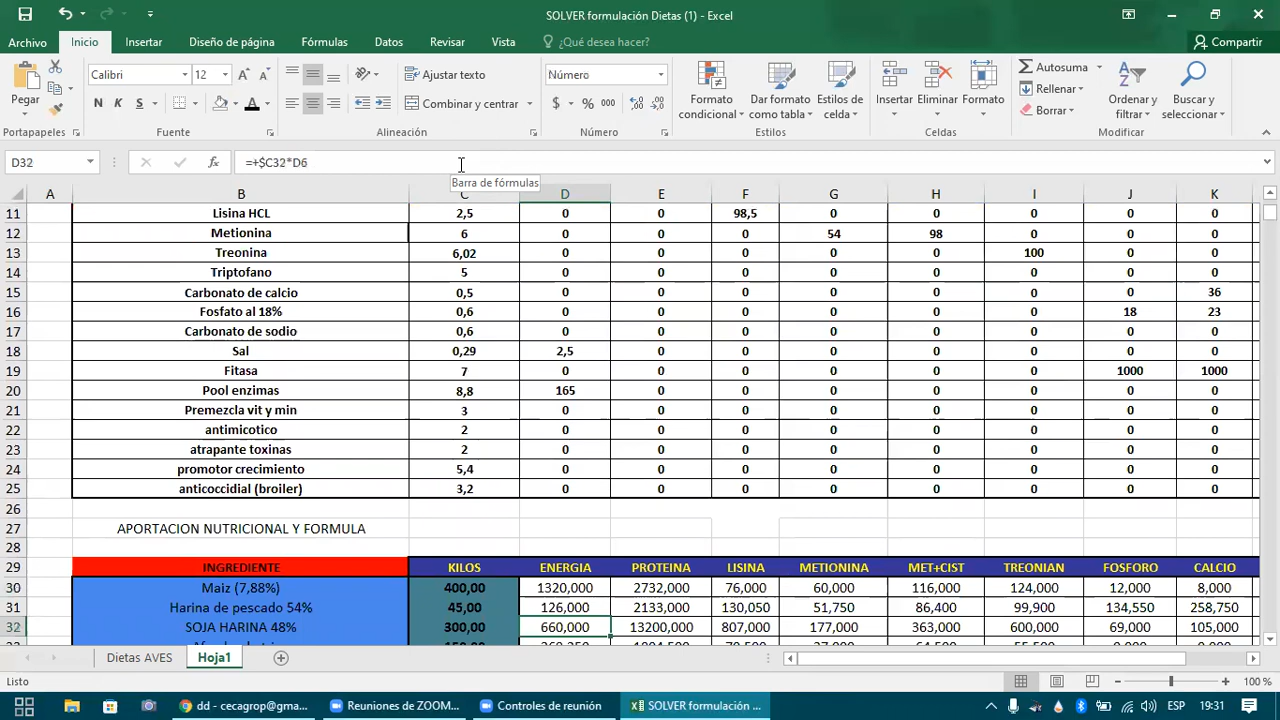 SOLVER formulación Dietas (1) - Excel
Archivo Inicio Insertar Diseño de página Fórmulas Datos Revisar Vista ¿Qué desea hacer? Compartir
Pegar
Calibri 12
N K S
Ajustar texto
Combinar y centrar
Número
$ % 000
Formato condicional
Dar formato como tabla
Estilos de celda
Insertar Eliminar Formato
Autosuma
Rellenar
Borrar
Ordenar y filtrar
Buscar y seleccionar
Portapapeles Fuente Alineación Número Estilos Celdas Modificar
D32 fx =+$C32*D6
Barra de fórmulas
A B C D E F G H I J K
11 Lisina HCL 2,5 0 0 98,5 0 0 0 0 0
12 Metionina 6 0 0 0 54 98 0 0 0
13 Treonina 6,02 0 0 0 0 0 100 0 0
14 Triptofano 5 0 0 0 0 0 0 0 0
15 Carbonato de calcio 0,5 0 0 0 0 0 0 0 36
16 Fosfato al 18% 0,6 0 0 0 0 0 0 18 23
17 Carbonato de sodio 0,6 0 0 0 0 0 0 0 0
18 Sal 0,29 2,5 0 0 0 0 0 0 0
19 Fitasa 7 0 0 0 0 0 0 1000 1000
20 Pool enzimas 8,8 165 0 0 0 0 0 0 0
21 Premezcla vit y min 3 0 0 0 0 0 0 0 0
22 antimicotico 2 0 0 0 0 0 0 0 0
23 atrapante toxinas 2 0 0 0 0 0 0 0 0
24 promotor crecimiento 5,4 0 0 0 0 0 0 0 0
25 anticoccidial (broiler) 3,2 0 0 0 0 0 0 0 0
26
27 APORTACION NUTRICIONAL Y FORMULA
28
29 INGREDIENTE KILOS ENERGIA PROTEINA LISINA METIONINA MET+CIST TREONIAN FOSFORO CALCIO
30 Maiz (7,88%) 400,00 1320,000 2732,000 76,000 60,000 116,000 124,000 12,000 8,000
31 Harina de pescado 54% 45,00 126,000 2133,000 130,050 51,750 86,400 99,900 134,550 258,750
32 SOJA HARINA 48% 300,00 660,000 13200,000 807,000 177,000 363,000 600,000 69,000 105,000
Dietas AVES Hoja1
Listo 100 %
dd - cecagrop@gma... Reuniones de ZOOM... Controles de reunión SOLVER formulación ... ESP 19:31